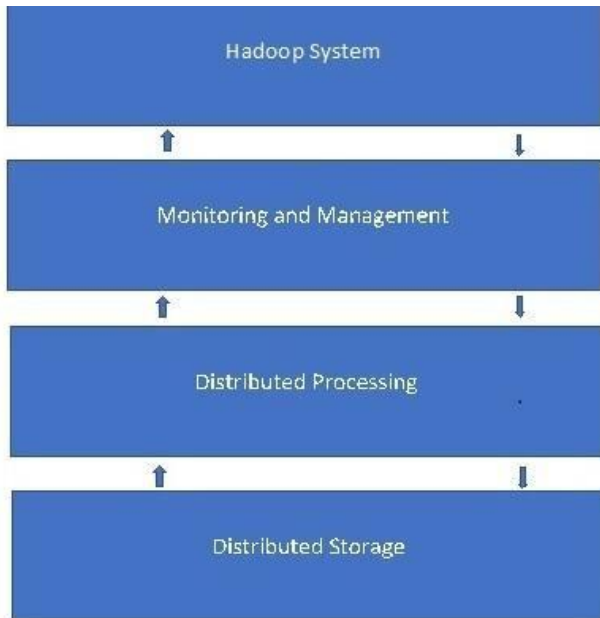 Hadoop System
Monitoring and Management
Distributed Processing
Distributed Storage